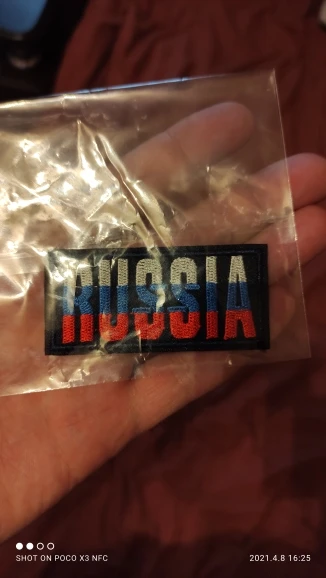 RUSSIA
SHOT ON POCO X3 NFC
2021.4.8 16:25